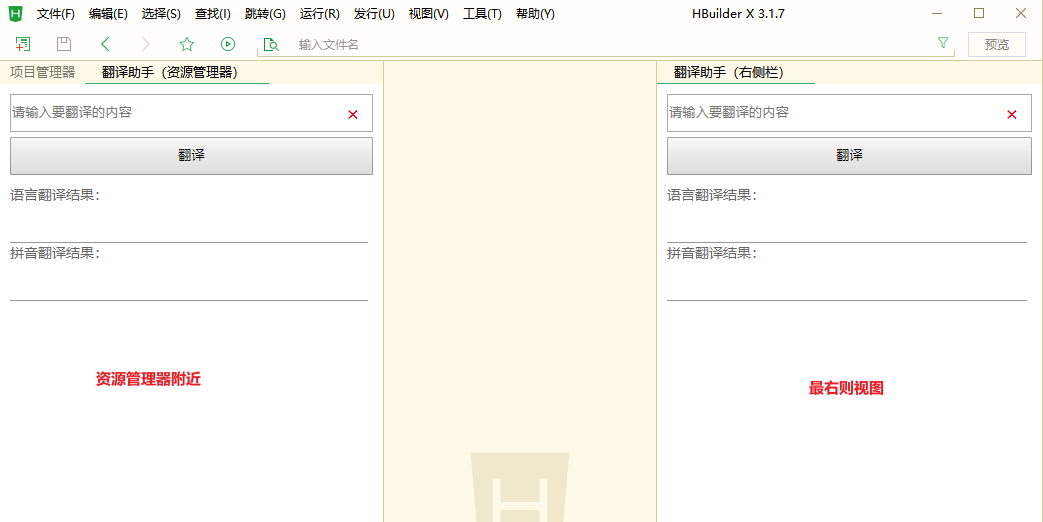 文件(F) 编辑(E) 选择(S) 查找(I) 跳转(G) 运行(R) 发行(U) 视图(V) 工具(T) 帮助(Y) HBuilder X 3.1.7
输入文件名 预览
项目管理器 翻译助手（资源管理器） 翻译助手（右侧栏）
请输入要翻译的内容 请输入要翻译的内容
翻译 翻译
语言翻译结果： 语言翻译结果：
拼音翻译结果： 拼音翻译结果：
资源管理器附近
最右则视图
H